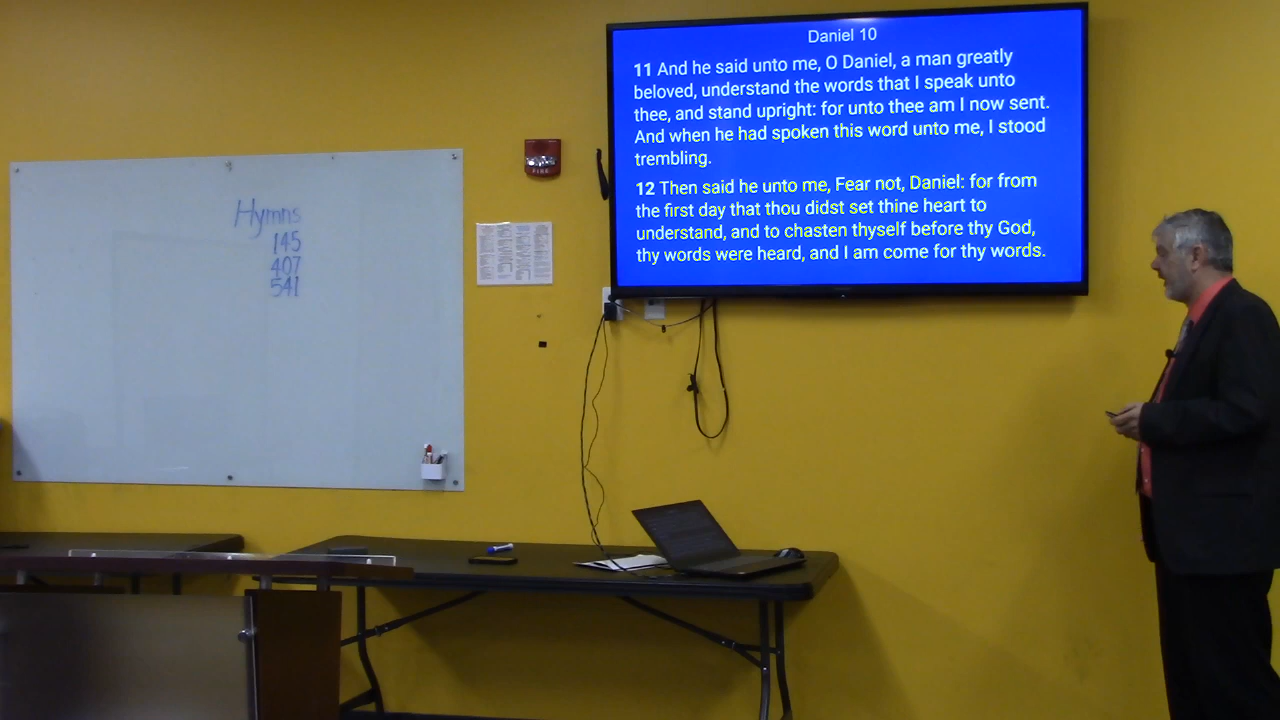 Hymns
145
407
541
FIRE
Daniel 10
11 And he said unto me, O Daniel, a man greatly
beloved, understand the words that I speak unto
thee, and stand upright: for unto thee am I now sent.
And when he had spoken this word unto me, I stood
trembling.
12 Then said he unto me, Fear not, Daniel: for from
the first day that thou didst set thine heart to
understand, and to chasten thyself before thy God,
thy words were heard, and I am come for thy words.